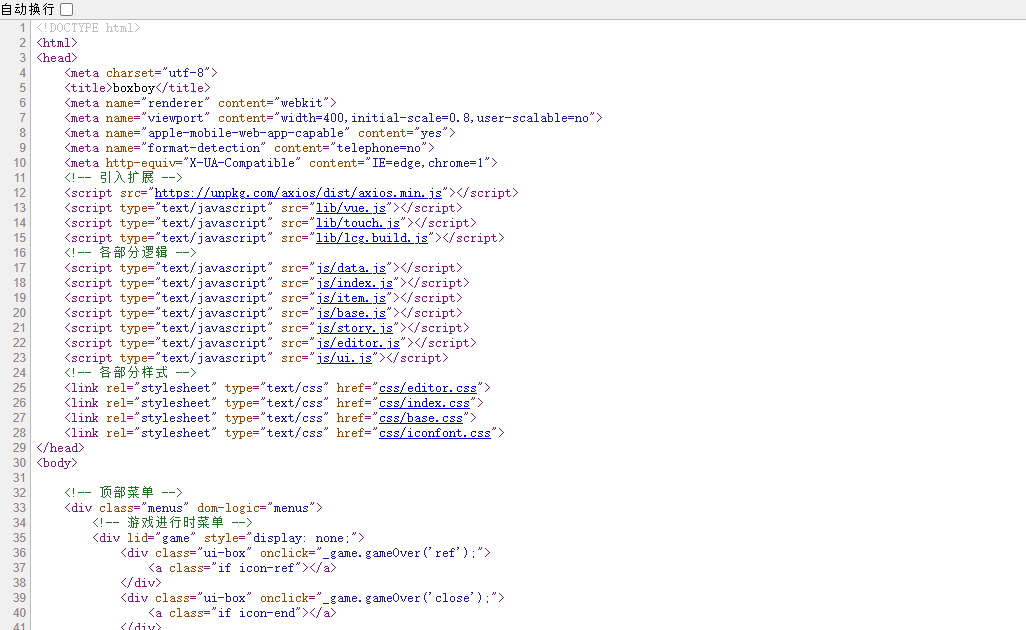 自动换行
1 <!DOCTYPE html>
2 <html>
3 <head>
4 <meta charset="utf-8">
5 <title>boxboy</title>
6 <meta name="renderer" content="webkit">
7 <meta name="viewport" content="width=400,initial-scale=0.8,user-scalable=no">
8 <meta name="apple-mobile-web-app-capable" content="yes">
9 <meta name="format-detection" content="telephone=no">
10 <meta http-equiv="X-UA-Compatible" content="IE=edge,chrome=1">
11 <!-- 引入扩展 -->
12 <script src="https://unpkg.com/axios/dist/axios.min.js"></script>
13 <script type="text/javascript" src="lib/vue.js"></script>
14 <script type="text/javascript" src="lib/touch.js"></script>
15 <script type="text/javascript" src="lib/lcg.build.js"></script>
16 <!-- 各部分逻辑 -->
17 <script type="text/javascript" src="js/data.js"></script>
18 <script type="text/javascript" src="js/index.js"></script>
19 <script type="text/javascript" src="js/item.js"></script>
20 <script type="text/javascript" src="js/base.js"></script>
21 <script type="text/javascript" src="js/story.js"></script>
22 <script type="text/javascript" src="js/editor.js"></script>
23 <script type="text/javascript" src="js/ui.js"></script>
24 <!-- 各部分样式 -->
25 <link rel="stylesheet" type="text/css" href="css/editor.css">
26 <link rel="stylesheet" type="text/css" href="css/index.css">
27 <link rel="stylesheet" type="text/css" href="css/base.css">
28 <link rel="stylesheet" type="text/css" href="css/iconfont.css">
29 </head>
30 <body>
31
32 <!-- 顶部菜单 -->
33 <div class="menus" dom-logic="menus">
34 <!-- 游戏进行时菜单 -->
35 <div lid="game" style="display: none;">
36 <div class="ui-box" onclick="_game.gameOver('ref');">
37 <a class="if icon-ref"></a>
38 </div>
39 <div class="ui-box" onclick="_game.gameOver('close');">
40 <a class="if icon-end"></a>
41 </div>